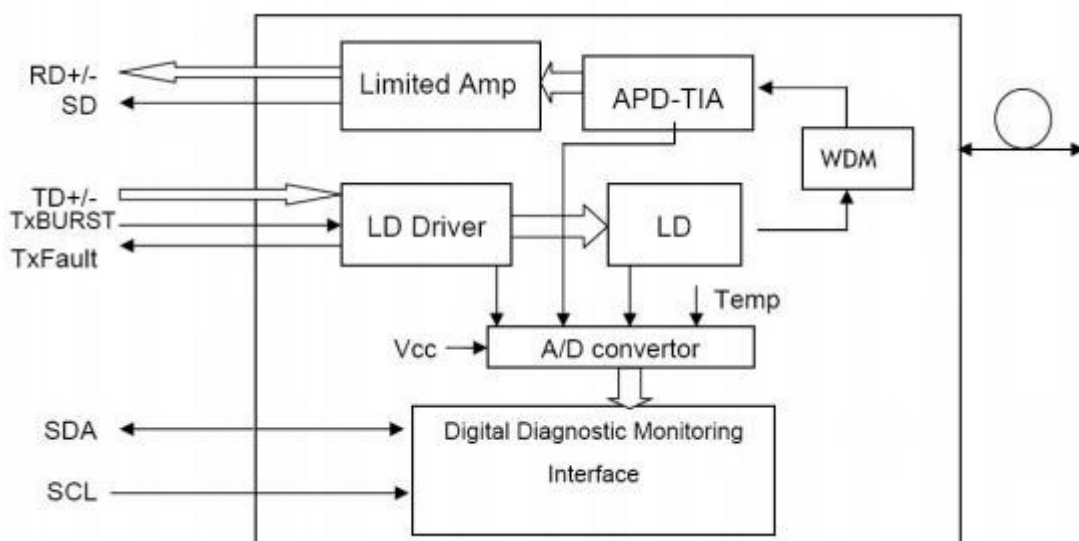 RD+/-
SD
Limited Amp
APD-TIA
WDM
TD+/-
TxBURST
TxFault
LD Driver
LD
Temp
Vcc
A/D convertor
SDA
SCL
Digital Diagnostic Monitoring
Interface